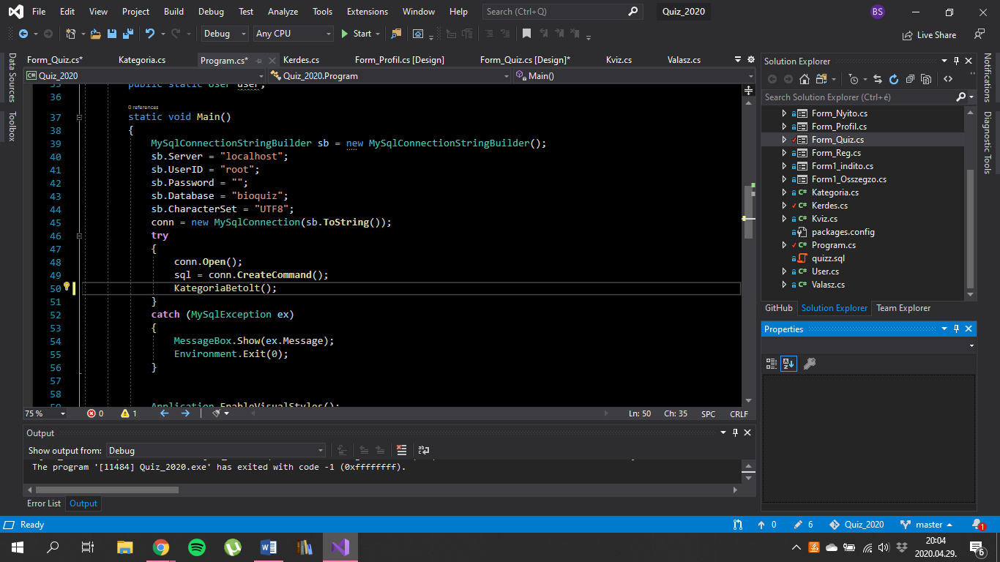 File Edit View Project Build Debug Test Analyze Tools Extensions Window Help Search (Ctrl+Q) Quiz_2020 BS
Debug Any CPU Start Live Share
Form_Quiz.cs* Kategoria.cs Program.cs* Kerdes.cs Form_Profil.cs [Design] Form_Quiz.cs [Design]* Kviz.cs Valasz.cs
Quiz_2020 Quiz_2020.Program Main()
35 public static User user;
36
0 references
37 static void Main()
38 {
39 MySqlConnectionStringBuilder sb = new MySqlConnectionStringBuilder();
40 sb.Server = "localhost";
41 sb.UserID = "root";
42 sb.Password = "";
43 sb.Database = "bioquiz";
44 sb.CharacterSet = "UTF8";
45 conn = new MySqlConnection(sb.ToString());
46 try
47 {
48 conn.Open();
49 sql = conn.CreateCommand();
50 KategoriaBetolt();
51 }
52 catch (MySqlException ex)
53 {
54 MessageBox.Show(ex.Message);
55 Environment.Exit(0);
56 }
57
58
59 Application.EnableVisualStyles();
75 % 0 1 Ln: 50 Ch: 35 SPC CRLF
Output
Show output from: Debug
The program '[11484] Quiz_2020.exe' has exited with code -1 (0xffffffff).
Error List Output
Data Sources
Toolbox
Solution Explorer
Search Solution Explorer (Ctrl+é)
Form_Nyito.cs
Form_Profil.cs
Form_Quiz.cs
Form_Reg.cs
Form1_indito.cs
Form1_Osszegzo.cs
Kategoria.cs
Kerdes.cs
Kviz.cs
packages.config
Program.cs
quizz.sql
User.cs
Valasz.cs
GitHub Solution Explorer Team Explorer
Properties
Notifications
Diagnostic Tools
Ready 0 6 Quiz_2020 master 1
20:04
2020.04.29.
6